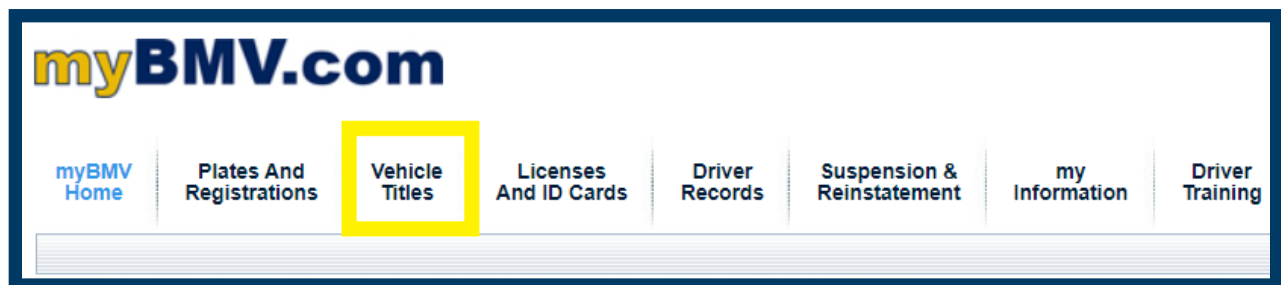 myBMV.com
myBMV Home
Plates And Registrations
Vehicle Titles
Licenses And ID Cards
Driver Records
Suspension & Reinstatement
my Information
Driver Training